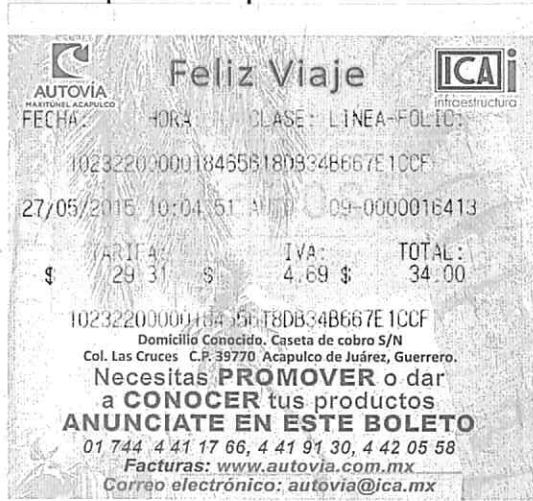 AUTOVÍA
MAXITÚNEL ACAPULCO
Feliz Viaje
ICA i
infraestructura
FECHA: HORA: CLASE: LINEA-FOLIO:
27/05/2015 10:04:51 AUTO 09-0000016413
TARIFA: IVA: TOTAL:
$ 29.31 $ 4.69 $ 34.00
Domicilio Conocido. Caseta de cobro S/N
Col. Las Cruces C.P. 39770 Acapulco de Juárez, Guerrero.
Necesitas PROMOVER o dar
a CONOCER tus productos
ANUNCIATE EN ESTE BOLETO
01 744 4 41 17 66, 4 41 91 30, 4 42 05 58
Facturas: www.autovia.com.mx
Correo electrónico: autovia@ica.mx